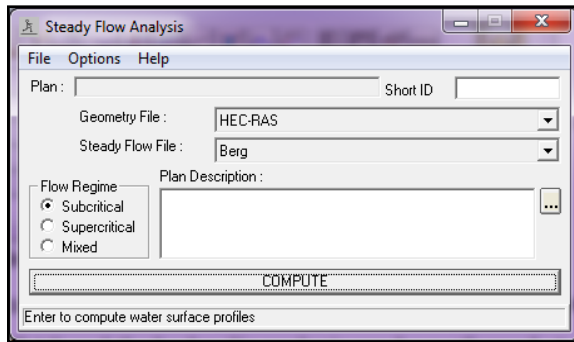 Steady Flow Analysis
File Options Help
Plan : Short ID
Geometry File : HEC-RAS
Steady Flow File : Berg
Flow Regime
Subcritical
Supercritical
Mixed
Plan Description :
...
COMPUTE
Enter to compute water surface profiles